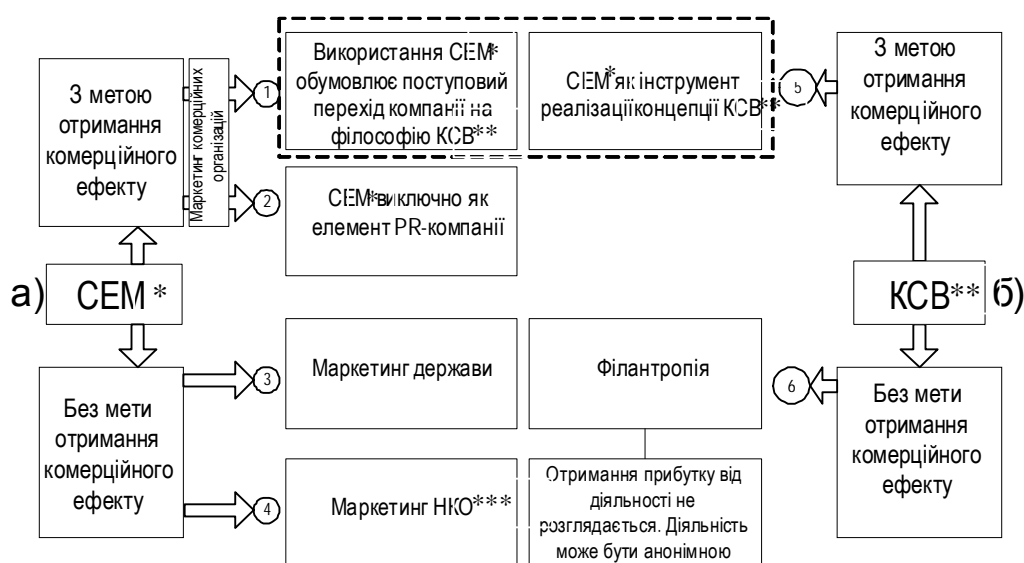 З метою
отримання
комерційного
ефекту
Маркетинг комерційних
організацій
1
Використання СЕМ*
обумовлює поступовий
перехід компанії на
філософію КСВ**
СЕМ*як інструмент
реалізації концепції КСВ**
5
З метою
отримання
комерційного
ефекту
2
СЕМ*виключно як
елемент PR-компанії
а)
СЕМ*
КСВ**
б)
Без мети
отримання
комерційного
ефекту
3
Маркетинг держави
Філантропія
6
Без мети
отримання
комерційного
ефекту
4
Маркетинг НКО***
Отримання прибутку від
діяльності не
розглядається. Діяльність
може бути анонімною